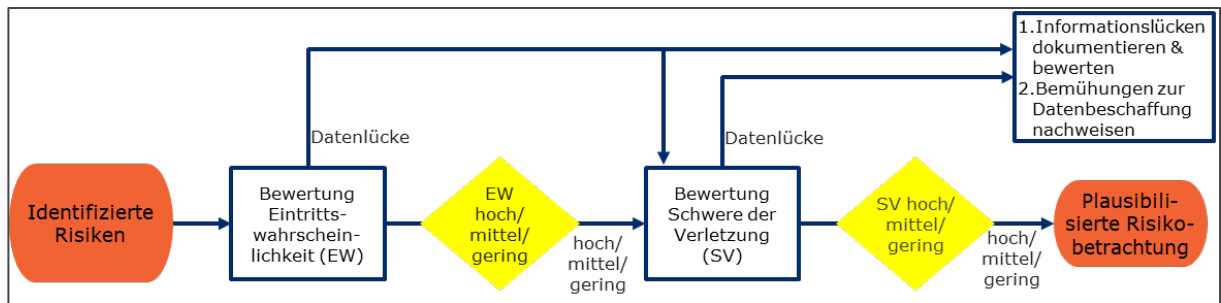 Identifizierte
Risiken
Bewertung
Eintritts-
wahrschein-
lichkeit (EW)
Datenlücke
EW
hoch/
mittel/
gering
hoch/
mittel/
gering
Bewertung
Schwere der
Verletzung
(SV)
Datenlücke
SV hoch/
mittel/
gering
hoch/
mittel/
gering
Plausibili-
sierte Risiko-
betrachtung
1.Informationslücken
dokumentieren &
bewerten
2.Bemühungen zur
Datenbeschaffung
nachweisen